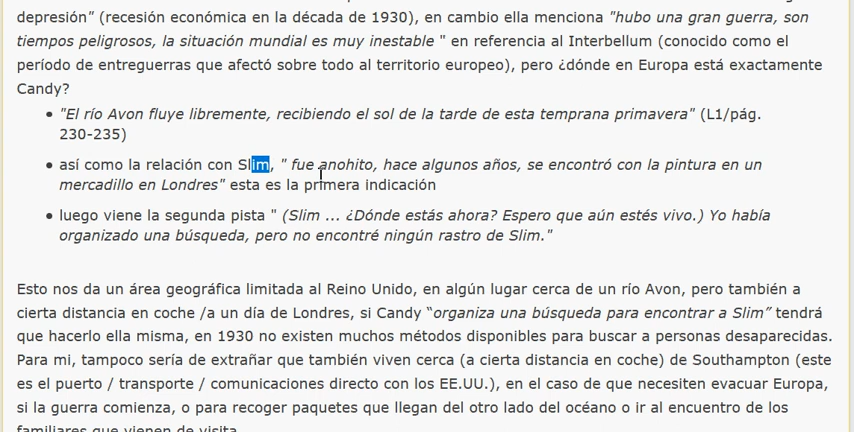 depresión" (recesión económica en la década de 1930), en cambio ella menciona "hubo una gran guerra, son
tiempos peligrosos, la situación mundial es muy inestable " en referencia al Interbellum (conocido como el
período de entreguerras que afectó sobre todo al territorio europeo), pero ¿dónde en Europa está exactamente
Candy?
• "El río Avon fluye libremente, recibiendo el sol de la tarde de esta temprana primavera" (L1/pág.
230-235)
• así como la relación con Slim, " fue anohito, hace algunos años, se encontró con la pintura en un
mercadillo en Londres" esta es la primera indicación
• luego viene la segunda pista " (Slim ... ¿Dónde estás ahora? Espero que aún estés vivo.) Yo había
organizado una búsqueda, pero no encontré ningún rastro de Slim."
Esto nos da un área geográfica limitada al Reino Unido, en algún lugar cerca de un río Avon, pero también a
cierta distancia en coche /a un día de Londres, si Candy "organiza una búsqueda para encontrar a Slim" tendrá
que hacerlo ella misma, en 1930 no existen muchos métodos disponibles para buscar a personas desaparecidas.
Para mi, tampoco sería de extrañar que también viven cerca (a cierta distancia en coche) de Southampton (este
es el puerto / transporte / comunicaciones directo con los EE.UU.), en el caso de que necesiten evacuar Europa,
si la guerra comienza, o para recoger paquetes que llegan del otro lado del océano o ir al encuentro de los
familiares que vienen de visita